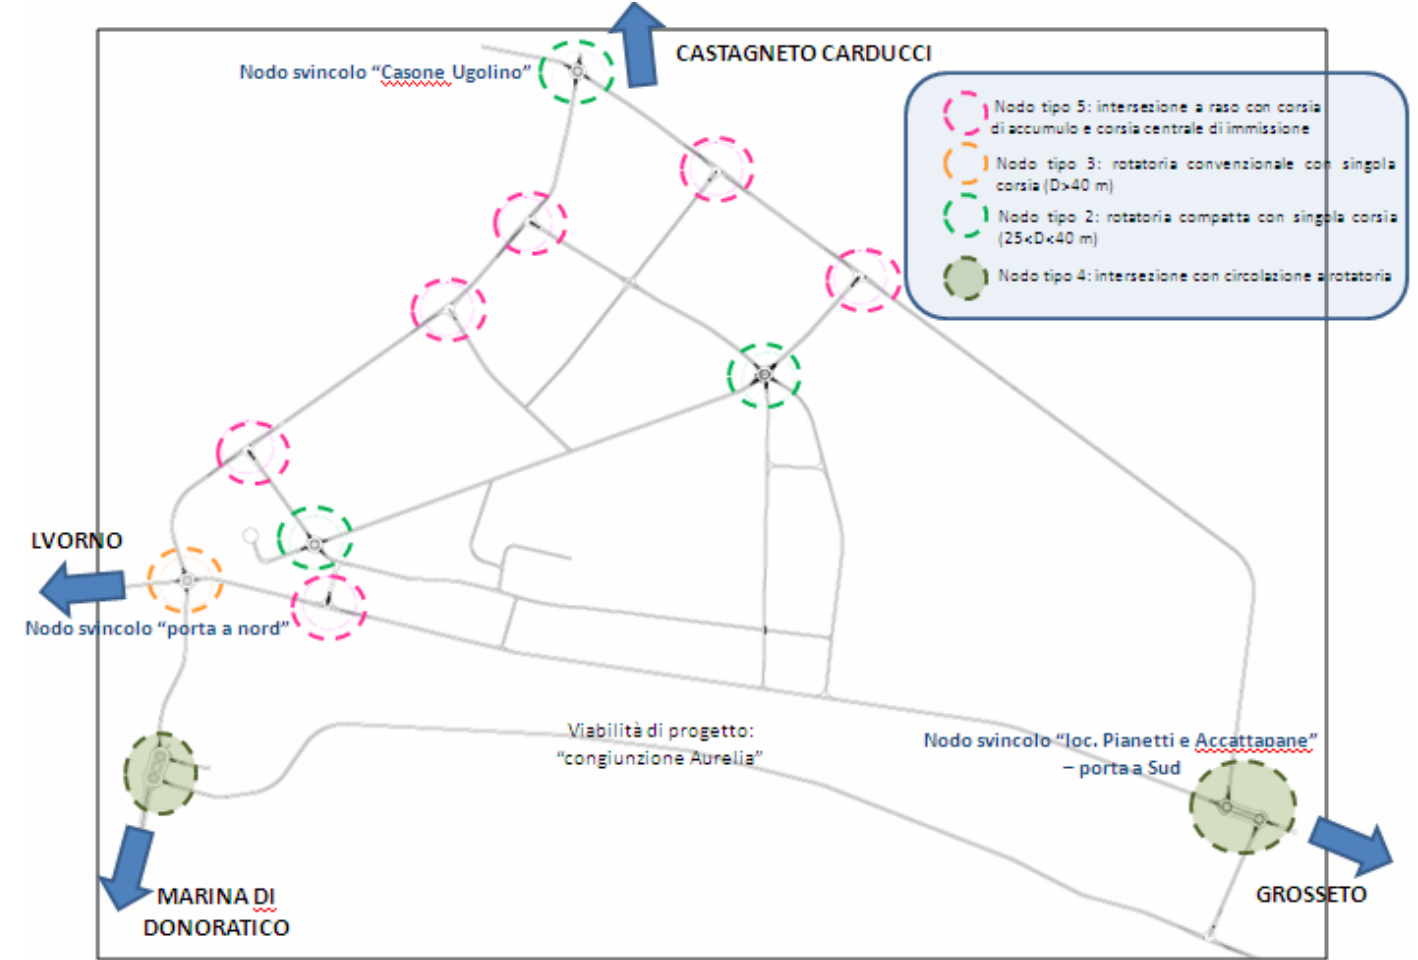 CASTAGNETO CARDUCCI
Nodo svincolo “Casone Ugolino”
Nodo tipo 5: intersezione a raso con corsia
di accumulo e corsia centrale di immissione
Nodo tipo 3: rotatoria convenzionale con singola
corsia (D>40 m)
Nodo tipo 2: rotatoria compatta con singola corsia
(25<D<40 m)
Nodo tipo 4: intersezione con circolazione a rotatoria
LVORNO
Nodo svincolo “porta a nord”
Viabilità di progetto:
“congiunzione Aurelia”
Nodo svincolo “loc. Pianetti e Accattapane”
– porta a Sud
GROSSETO
MARINA DI
DONORATICO